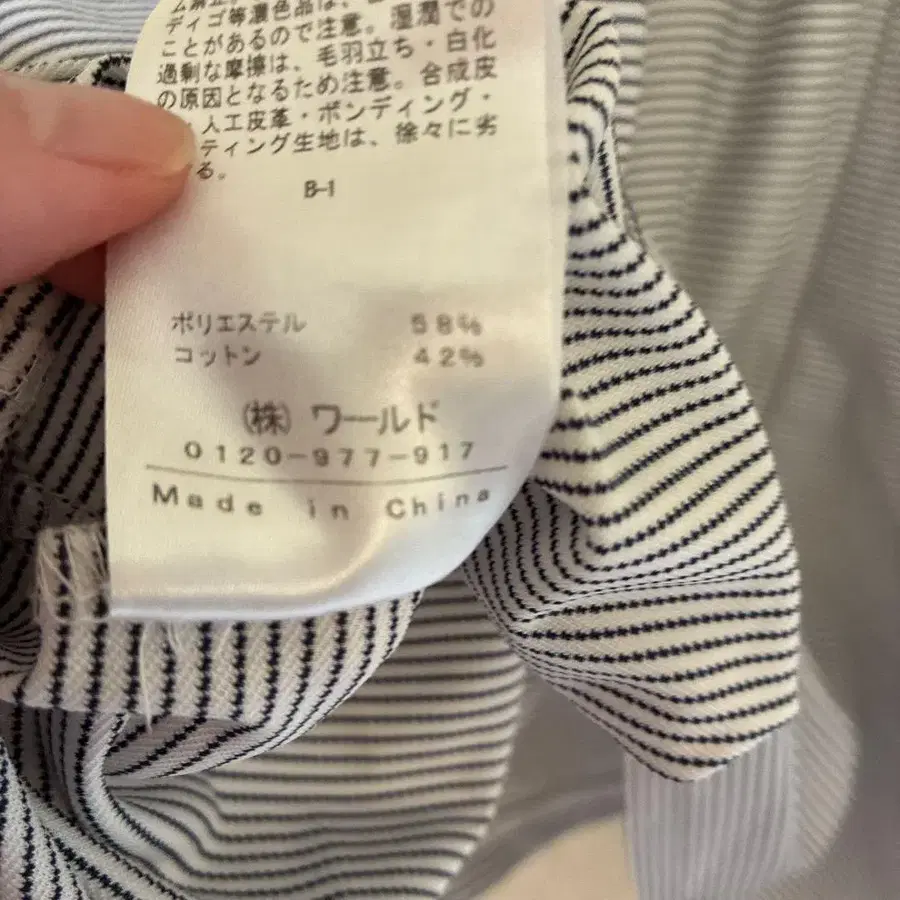 ディゴ等濃色品は、
ことがあるので注意。湿潤での
過剰な摩擦は、毛羽立ち・白化
の原因となるため注意。合成皮
人工皮革・ボンディング・
ティング生地は、徐々に劣
る。
B-1
ポリエステル 58%
コットン 42%
(株) ワールド
0120-977-917
Made in China